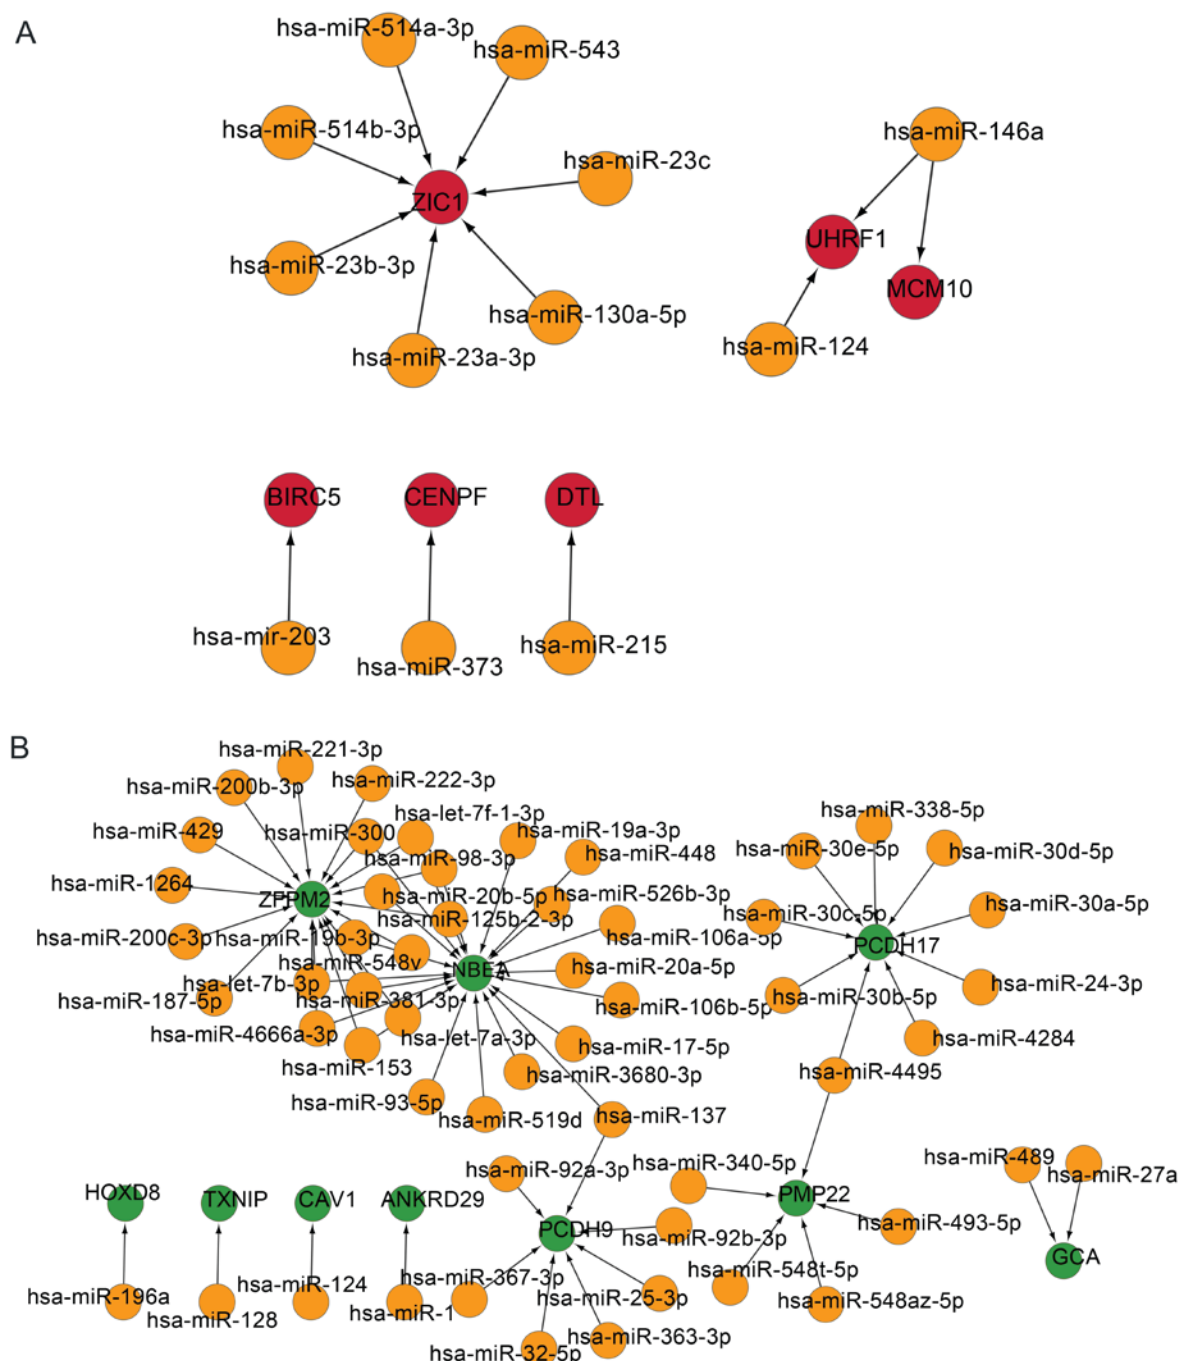 A
hsa-miR-514a-3p
hsa-miR-543
hsa-miR-514b-3p
hsa-miR-146a
hsa-miR-23c
ZIC1
UHRF1
hsa-miR-23b-3p
MCM10
hsa-miR-130a-5p
hsa-miR-124
hsa-miR-23a-3p
BIRC5
CENPF
DTL
hsa-mir-203
hsa-miR-373
hsa-miR-215
B
hsa-miR-221-3p
hsa-miR-200b-3p
hsa-miR-222-3p
hsa-let-7f-1-3p
hsa-miR-338-5p
hsa-miR-429
hsa-miR-300
hsa-miR-19a-3p
hsa-miR-98-3p
hsa-miR-448
hsa-miR-30e-5p
hsa-miR-30d-5p
hsa-miR-1264
ZFPM2
hsa-miR-20b-5p
hsa-miR-526b-3p
hsa-miR-125b-2-3p
hsa-miR-30c-5p
hsa-miR-30a-5p
hsa-miR-200c-3p
hsa-miR-19b-3p
hsa-miR-106a-5p
PCDH17
hsa-miR-548v
NBEA
hsa-miR-20a-5p
hsa-let-7b-3p
hsa-miR-24-3p
hsa-miR-187-5p
hsa-miR-381-3p
hsa-miR-106b-5p
hsa-miR-30b-5p
hsa-miR-4666a-3p
hsa-let-7a-3p
hsa-miR-17-5p
hsa-miR-4284
hsa-miR-153
hsa-miR-3680-3p
hsa-miR-4495
hsa-miR-93-5p
hsa-miR-519d
hsa-miR-137
hsa-miR-92a-3p
hsa-miR-340-5p
hsa-miR-489
hsa-miR-27a
HOXD8
TXNIP
CAV1
ANKRD29
PMP22
PCDH9
hsa-miR-92b-3p
hsa-miR-493-5p
GCA
hsa-miR-367-3p
hsa-miR-548t-5p
hsa-miR-124
hsa-miR-196a
hsa-miR-128
hsa-miR-1
hsa-miR-25-3p
hsa-miR-548az-5p
hsa-miR-363-3p
hsa-miR-32-5p